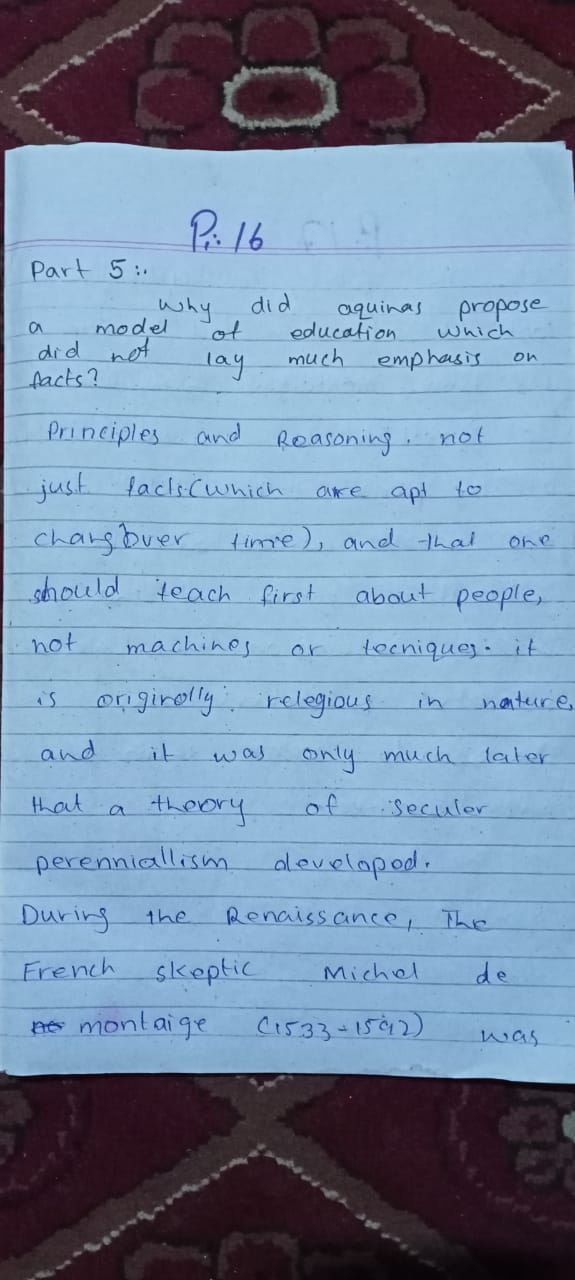 P: 16
Part 5:.
Why did aquinas propose
a model of education which
did not lay much emphasis on
facts?
Principles and Reasoning, not
just facts (which are apt to
chang over time), and that one
should teach first about people,
not machines or tecniques. it
is originally relegious in nature,
and it was only much later
that a theory of seculer
perenniallism developed.
During the Renaissance, The
French skeptic Michel de
montaige (1533-1592) was